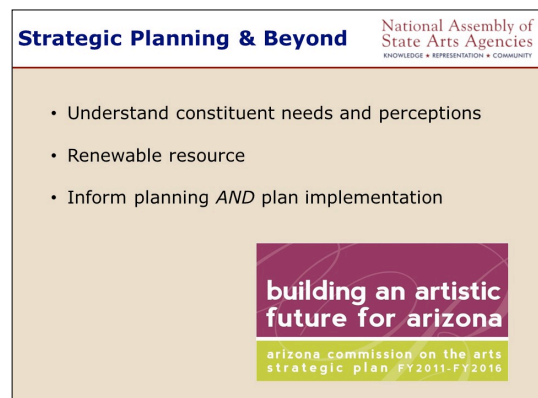 Strategic Planning & Beyond
National Assembly of
State Arts Agencies
KNOWLEDGE ★ REPRESENTATION ★ COMMUNITY
• Understand constituent needs and perceptions
• Renewable resource
• Inform planning AND plan implementation
building an artistic
future for arizona
arizona commission on the arts
strategic plan FY2011-FY2016